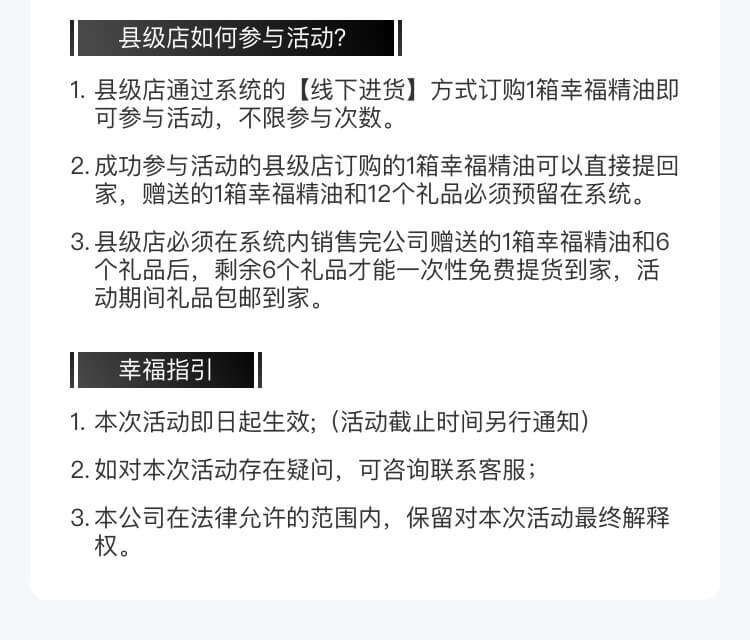 县级店如何参与活动?
1. 县级店通过系统的【线下进货】方式订购1箱幸福精油即
可参与活动，不限参与次数。
2. 成功参与活动的县级店订购的1箱幸福精油可以直接提回
家，赠送的1箱幸福精油和12个礼品必须预留在系统。
3. 县级店必须在系统内销售完公司赠送的1箱幸福精油和6
个礼品后，剩余6个礼品才能一次性免费提货到家，活
动期间礼品包邮到家。
幸福指引
1. 本次活动即日起生效;（活动截止时间另行通知）
2. 如对本次活动存在疑问，可咨询联系客服；
3. 本公司在法律允许的范围内，保留对本次活动最终解释
权。